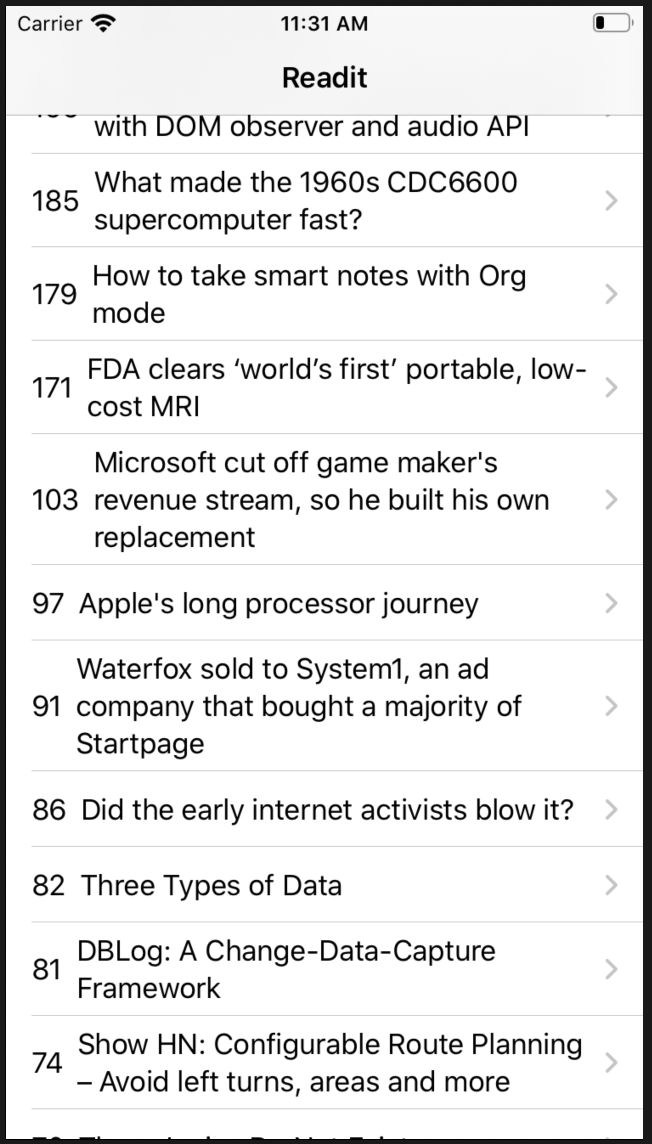 Carrier
11:31 AM
Readit
with DOM observer and audio API
185
What made the 1960s CDC6600
supercomputer fast?
179
How to take smart notes with Org
mode
171
FDA clears ‘world’s first’ portable, low-
cost MRI
103
Microsoft cut off game maker's
revenue stream, so he built his own
replacement
97 Apple's long processor journey
91
Waterfox sold to System1, an ad
company that bought a majority of
Startpage
86 Did the early internet activists blow it?
82 Three Types of Data
81
DBLog: A Change-Data-Capture
Framework
74
Show HN: Configurable Route Planning
– Avoid left turns, areas and more